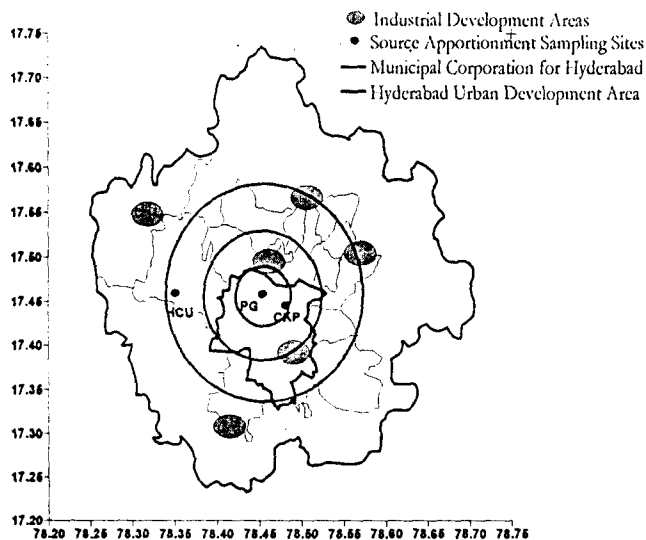 Industrial Development Areas
Source Apportionment Sampling Sites
Municipal Corporation for Hyderabad
Hyderabad Urban Development Area
17.75
17.70
17.65
17.60
17.55
17.50
17.45
17.40
17.35
17.30
17.25
17.20
HCU PG CKP
78.20 78.25 78.30 78.35 78.40 78.45 78.50 78.55 78.60 78.65 78.70 78.75